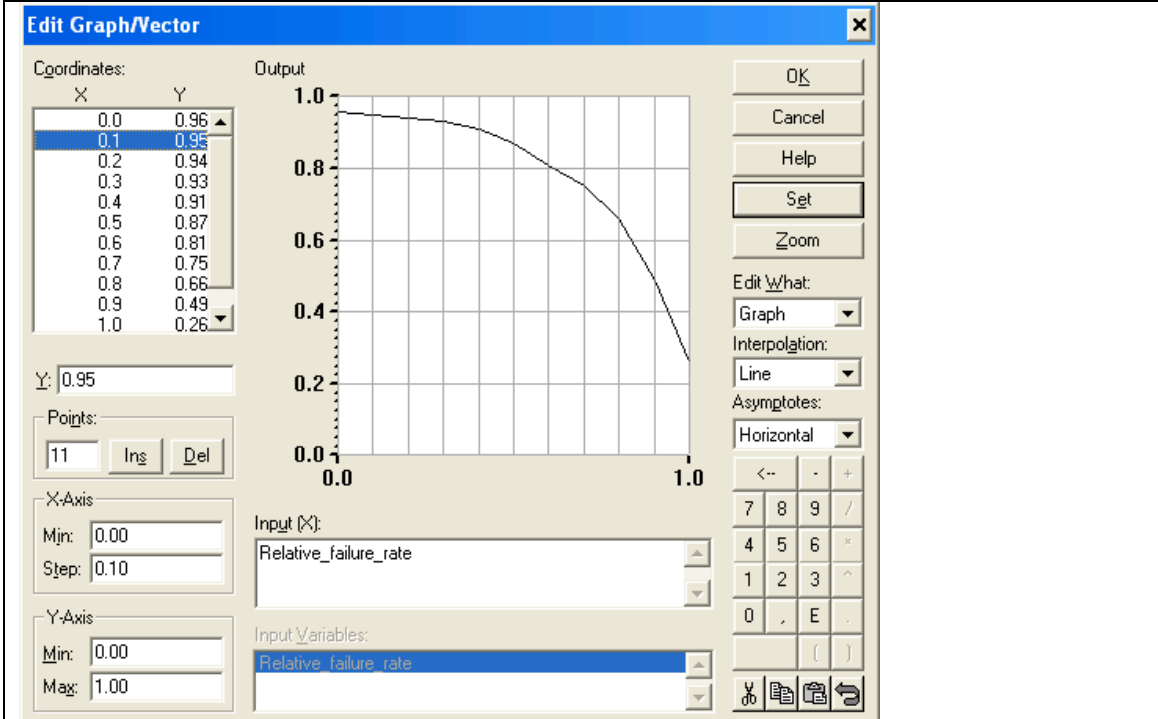 Edit Graph/Vector
Coordinates:
X Y
0.0 0.96
0.1 0.95
0.2 0.94
0.3 0.93
0.4 0.91
0.5 0.87
0.6 0.81
0.7 0.75
0.8 0.66
0.9 0.49
1.0 0.26
Y: 0.95
Points:
11 Ins Del
X-Axis
Min: 0.00
Step: 0.10
Y-Axis
Min: 0.00
Max: 1.00
Output
1.0
0.8
0.6
0.4
0.2
0.0
0.0 1.0
Input (X):
Relative_failure_rate
Input Variables:
Relative_failure_rate
OK
Cancel
Help
Set
Zoom
Edit What:
Graph
Interpolation:
Line
Asymptotes:
Horizontal
<-- - +
7 8 9 /
4 5 6 *
1 2 3 ^
0 , E .
( )